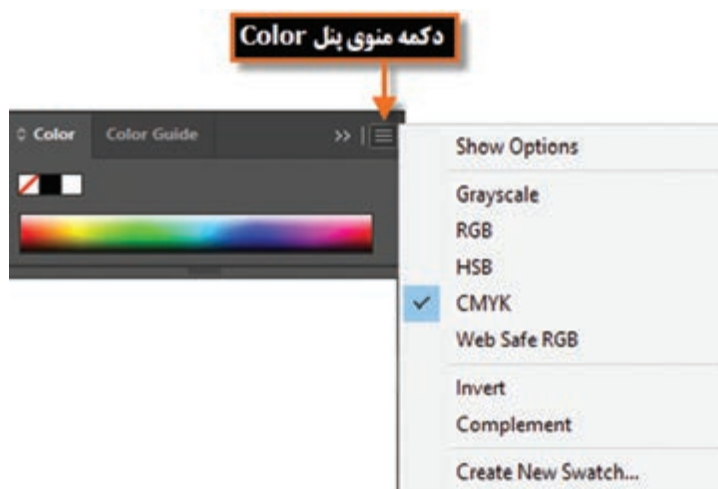 دکمه منوی پنل Color
Color
Color Guide
Show Options
Grayscale
RGB
HSB
CMYK
Web Safe RGB
Invert
Complement
Create New Swatch...